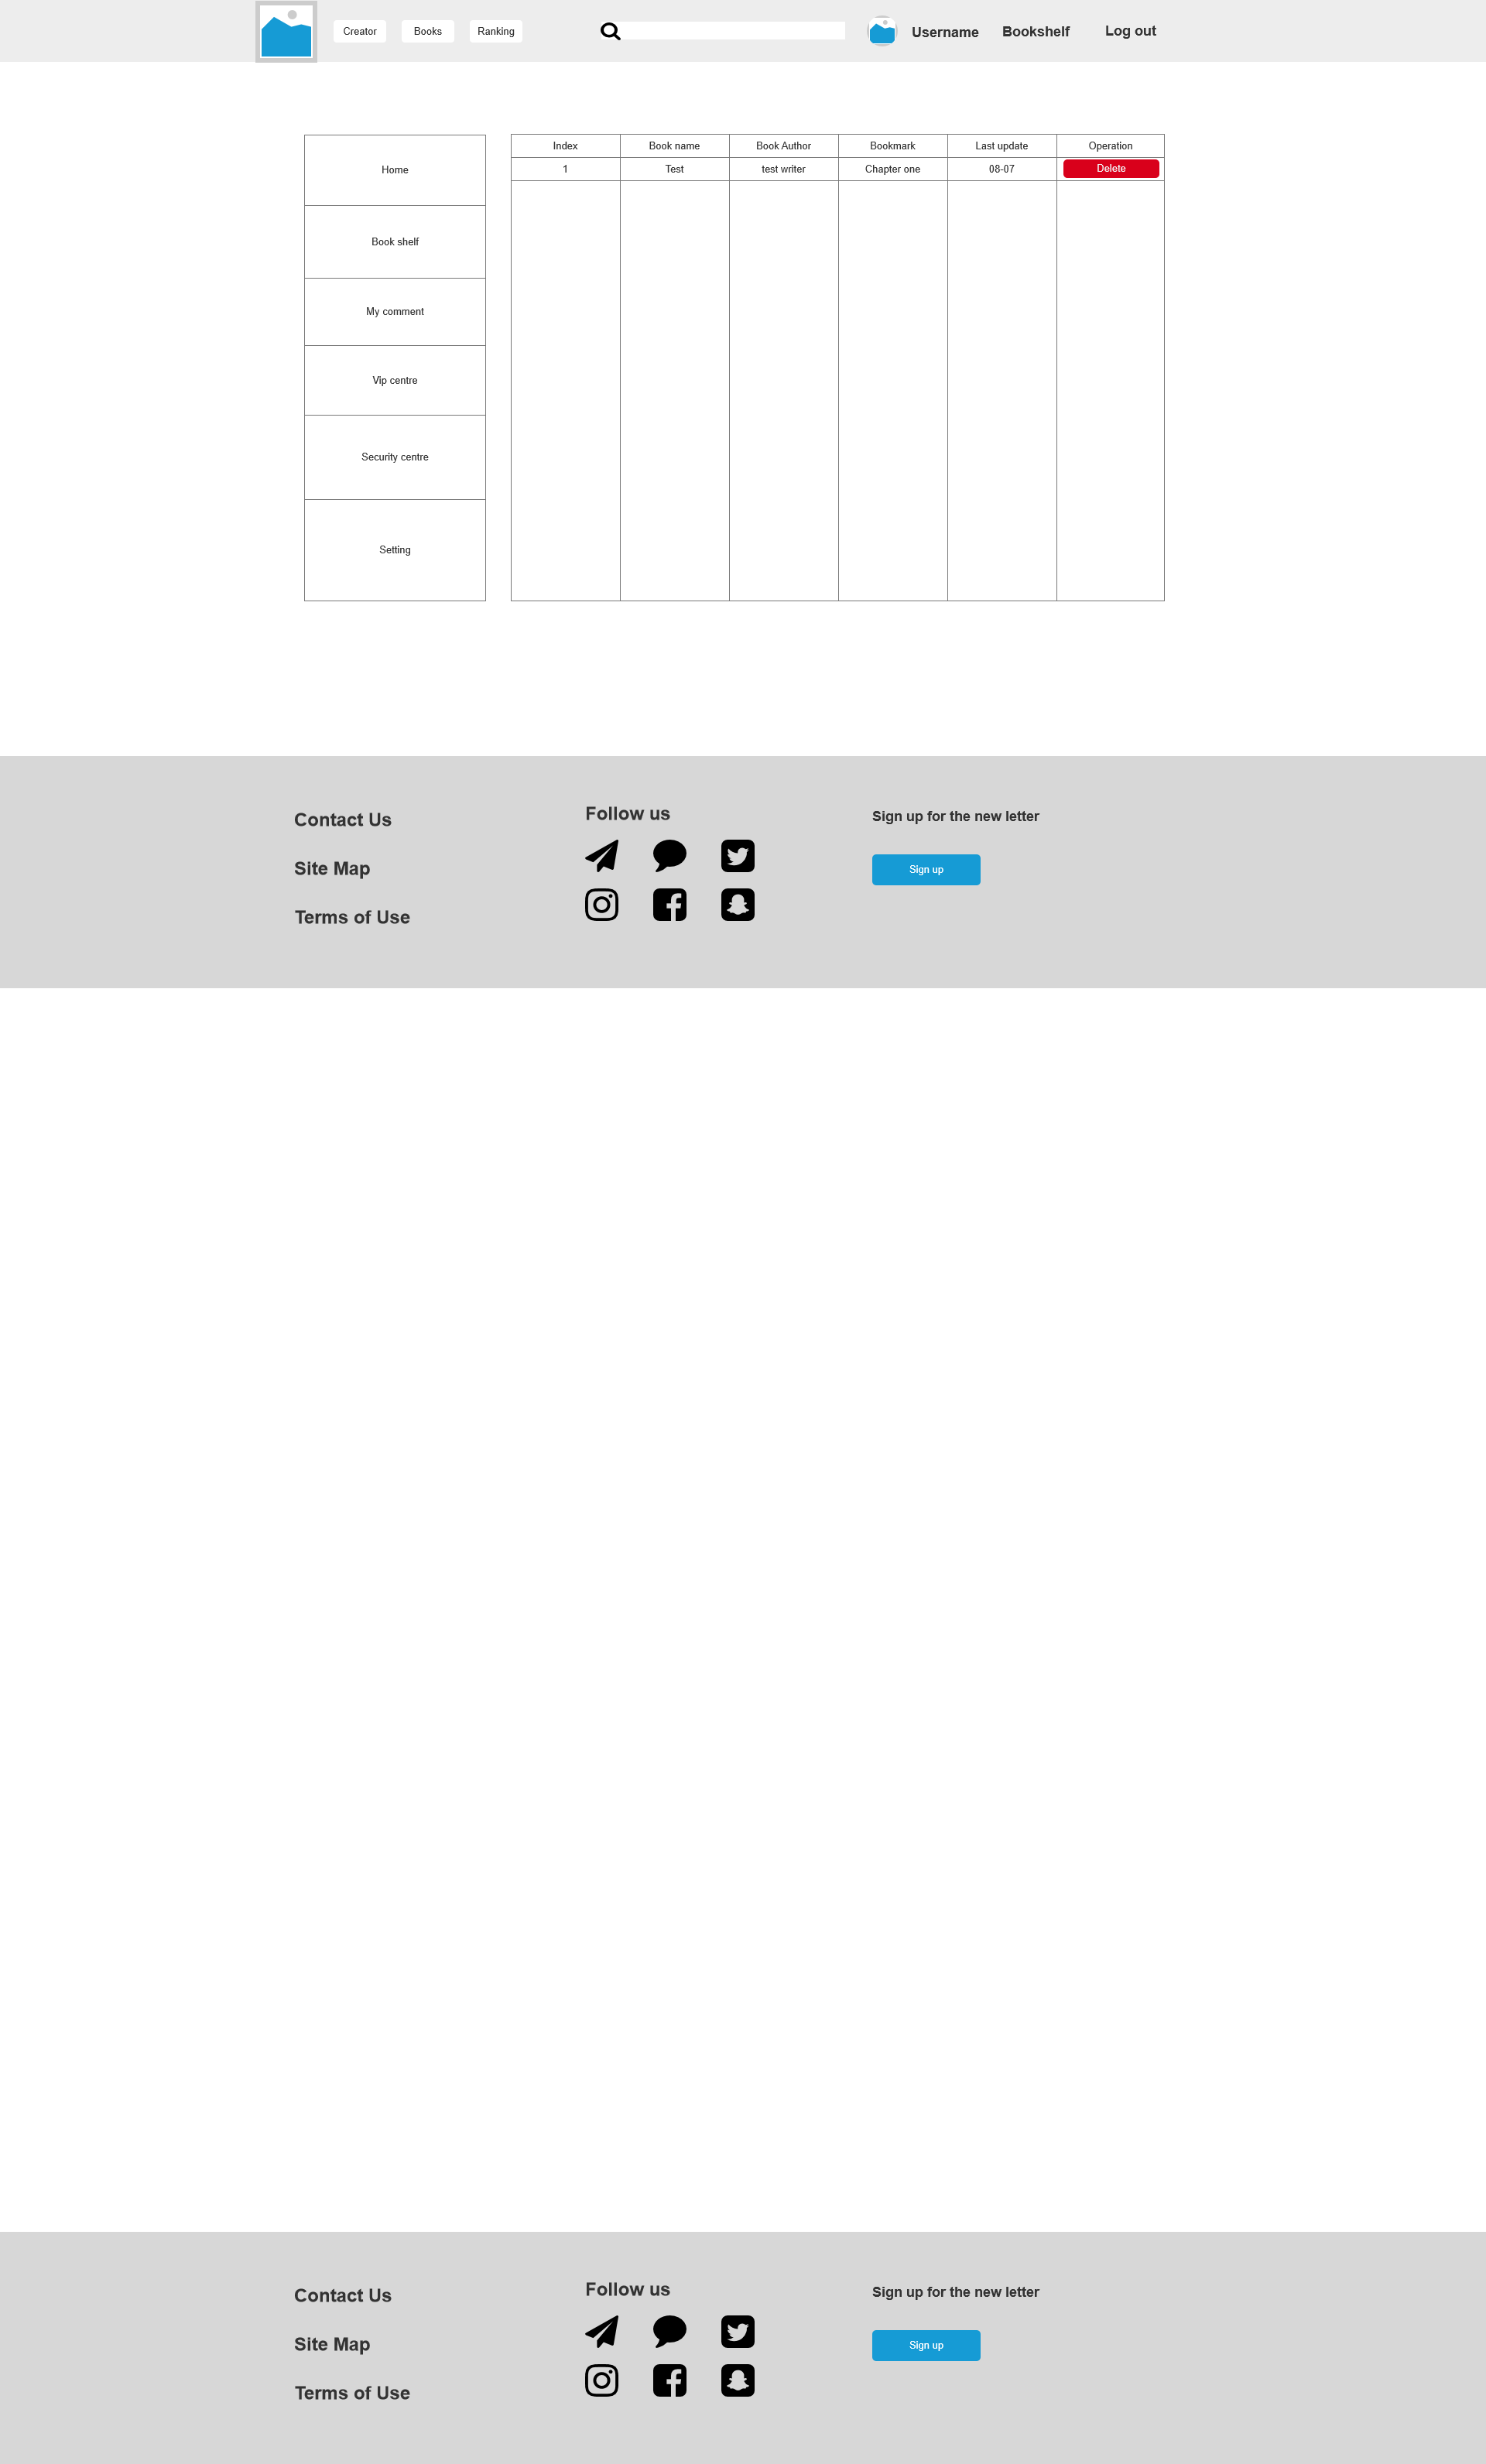 Creator
Books
Ranking
Username
Bookshelf
Log out
Home
Book shelf
My comment
Vip centre
Security centre
Setting
Index Book name Book Author Bookmark Last update Operation
1 Test test writer Chapter one 08-07 Delete
Contact Us
Site Map
Terms of Use
Follow us
Sign up for the new letter
Sign up
Contact Us
Site Map
Terms of Use
Follow us
Sign up for the new letter
Sign up